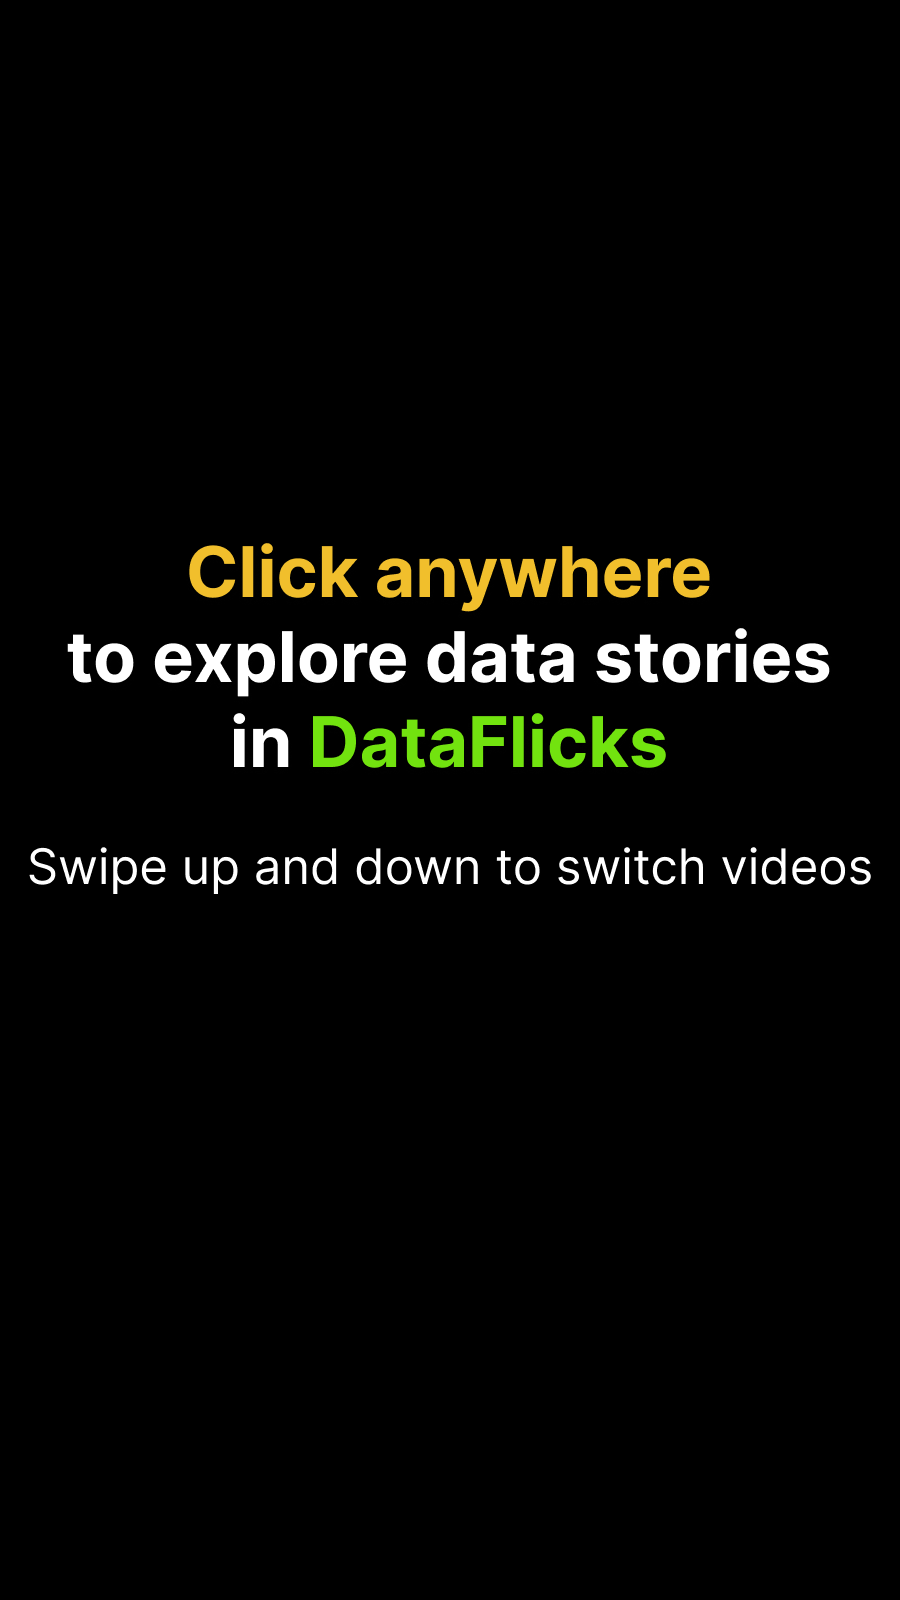 Click anywhere
to explore data stories
in DataFlicks
Swipe up and down to switch videos